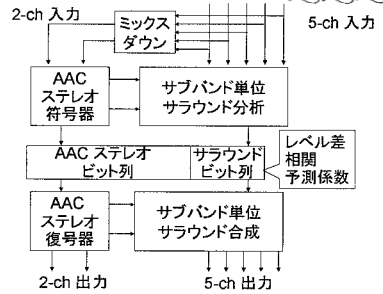 2-ch 入力
5-ch 入力
ミックス
ダウン
AAC
ステレオ
符号器
サブバンド単位
サラウンド分析
AAC ステレオ
ビット列
サラウンド
ビット列
レベル差
相関
予測係数
AAC
ステレオ
復号器
サブバンド単位
サラウンド合成
2-ch 出力
5-ch 出力